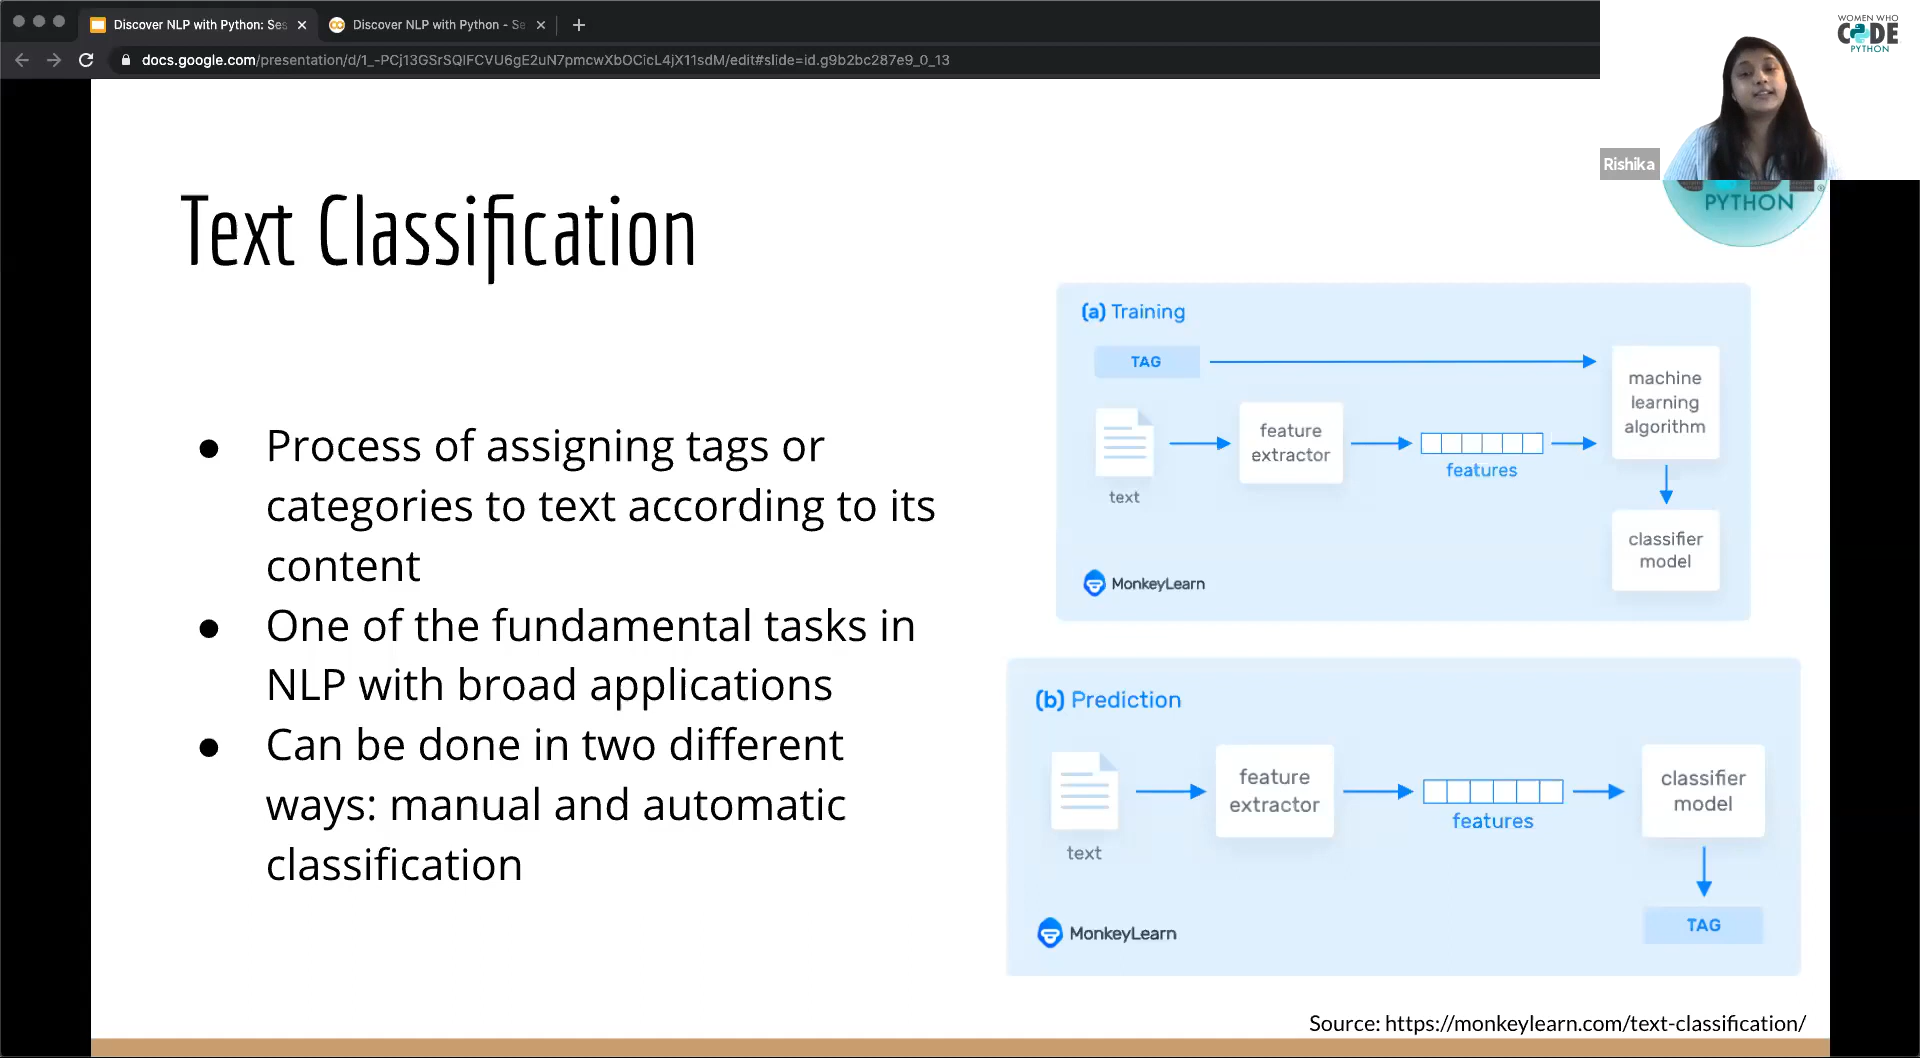 Discover NLP with Python: Ses
Discover NLP with Python - Se
docs.google.com/presentation/d/1_-PCj13GSrSQIFCVU6gE2uN7pmcwXbOCicL4jX11sdM/edit#slide=id.g9b2bc287e9_0_13
WOMEN WHO
CODE
PYTHON
Rishika
PYTHON
Text Classification
● Process of assigning tags or
categories to text according to its
content
● One of the fundamental tasks in
NLP with broad applications
● Can be done in two different
ways: manual and automatic
classification
(a) Training
TAG
machine
learning
algorithm
feature
extractor
features
text
classifier
model
MonkeyLearn
(b) Prediction
feature
extractor
classifier
model
features
text
TAG
MonkeyLearn
Source: https://monkeylearn.com/text-classification/